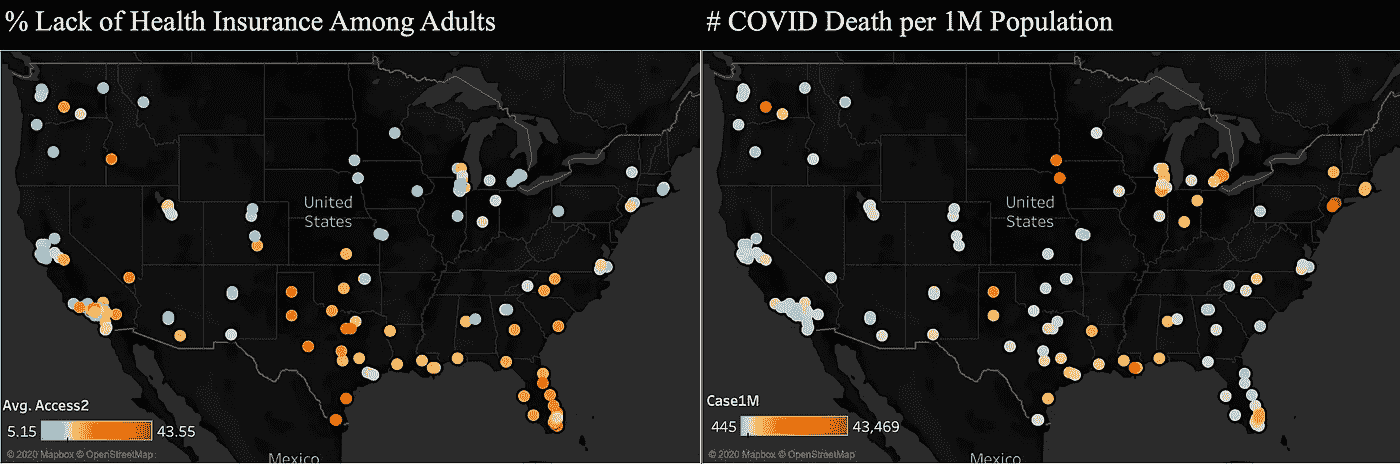 % Lack of Health Insurance Among Adults
United
States
Avg. Access2
5.15 43.55
© 2020 Mapbox © OpenStreetMap
Mexico
# COVID Death per 1M Population
United
States
Case1M
445 43,469
© 2020 Mapbox © OpenStreetMap
Mexico